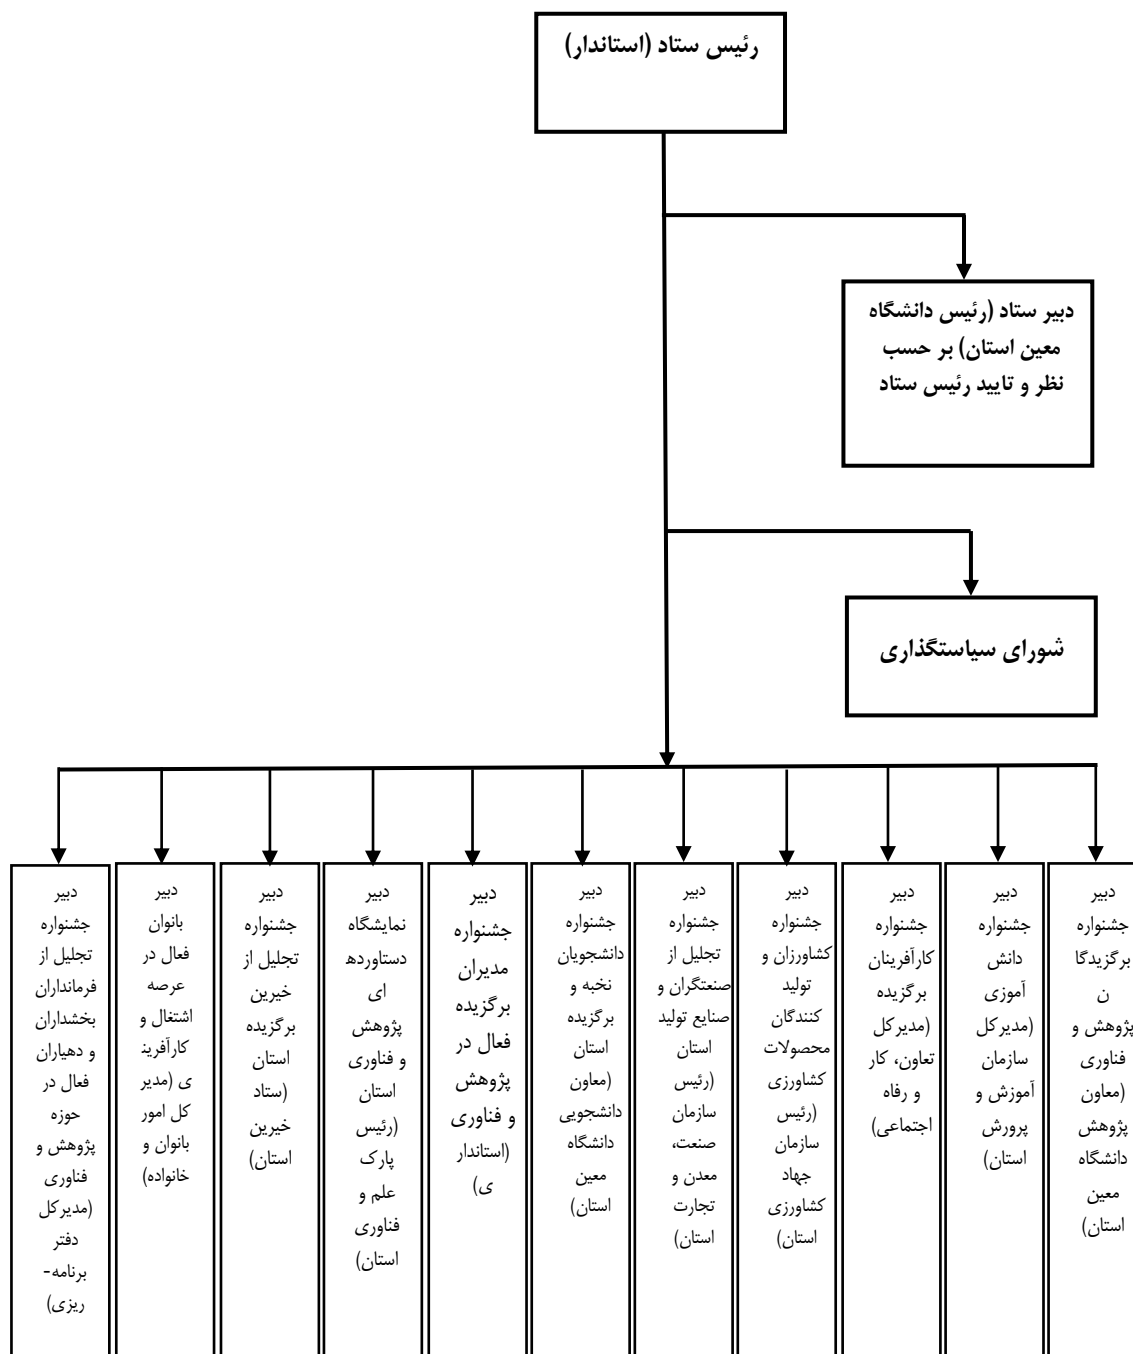 رئیس ستاد (استاندار)
دبیر ستاد (رئیس دانشگاه
معین استان) بر حسب
نظر و تایید رئیس ستاد
شورای سیاستگذاری
دبیر
جشنواره
برگزیدگا
ن
پژوهش و
فناوری
(معاون
پژوهش
دانشگاه
معین
استان)
دبیر
جشنواره
دانش
آموزی
(مدیرکل
سازمان
آموزش و
پرورش
استان)
دبیر
جشنواره
کارآفرینان
برگزیده
(مدیرکل
تعاون، کار
و رفاه
اجتماعی)
دبیر
جشنواره
کشاورزان و
تولید
کنندگان
محصولات
کشاورزی
(رئیس
سازمان
جهاد
کشاورزی
استان)
دبیر
جشنواره
تجلیل از
صنعتگران و
صنایع تولید
استان
(رئیس
سازمان
صنعت،
معدن و
تجارت
استان)
دبیر
جشنواره
دانشجویان
نخبه و
برگزیده
استان
(معاون
دانشجویی
دانشگاه
معین
استان)
دبیر
جشنواره
مدیران
برگزیده
فعال در
پژوهش
و فناوری
(استاندار
ی)
دبیر
نمایشگاه
دستاورده
ای
پژوهش
و فناوری
استان
(رئیس
پارک
علم و
فناوری
استان)
دبیر
جشنواره
تجلیل از
خیرین
برگزیده
استان
(ستاد
خیرین
استان)
دبیر
بانوان
فعال در
عرصه
اشتغال و
کارآفرین
ی (مدیر
کل امور
بانوان و
خانواده)
دبیر
جشنواره
تجلیل از
فرمانداران
بخشداران
و دهیاران
فعال در
حوزه
پژوهش و
فناوری
(مدیرکل
دفتر
برنامه-
ریزی)